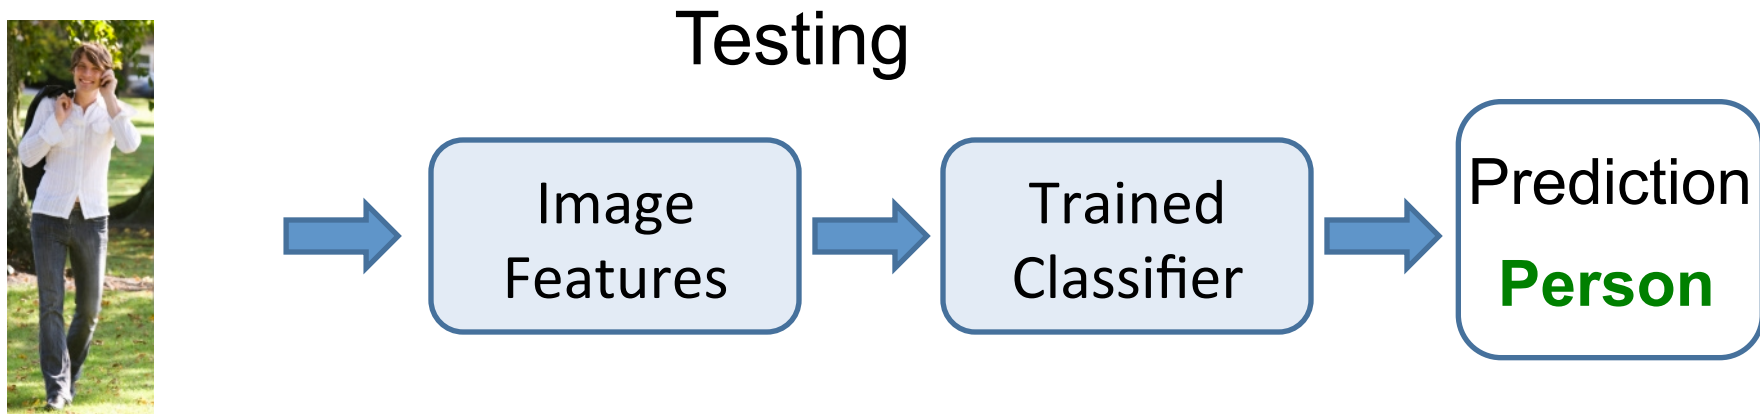 Testing
Image
Features
Trained
Classifier
Prediction
Person